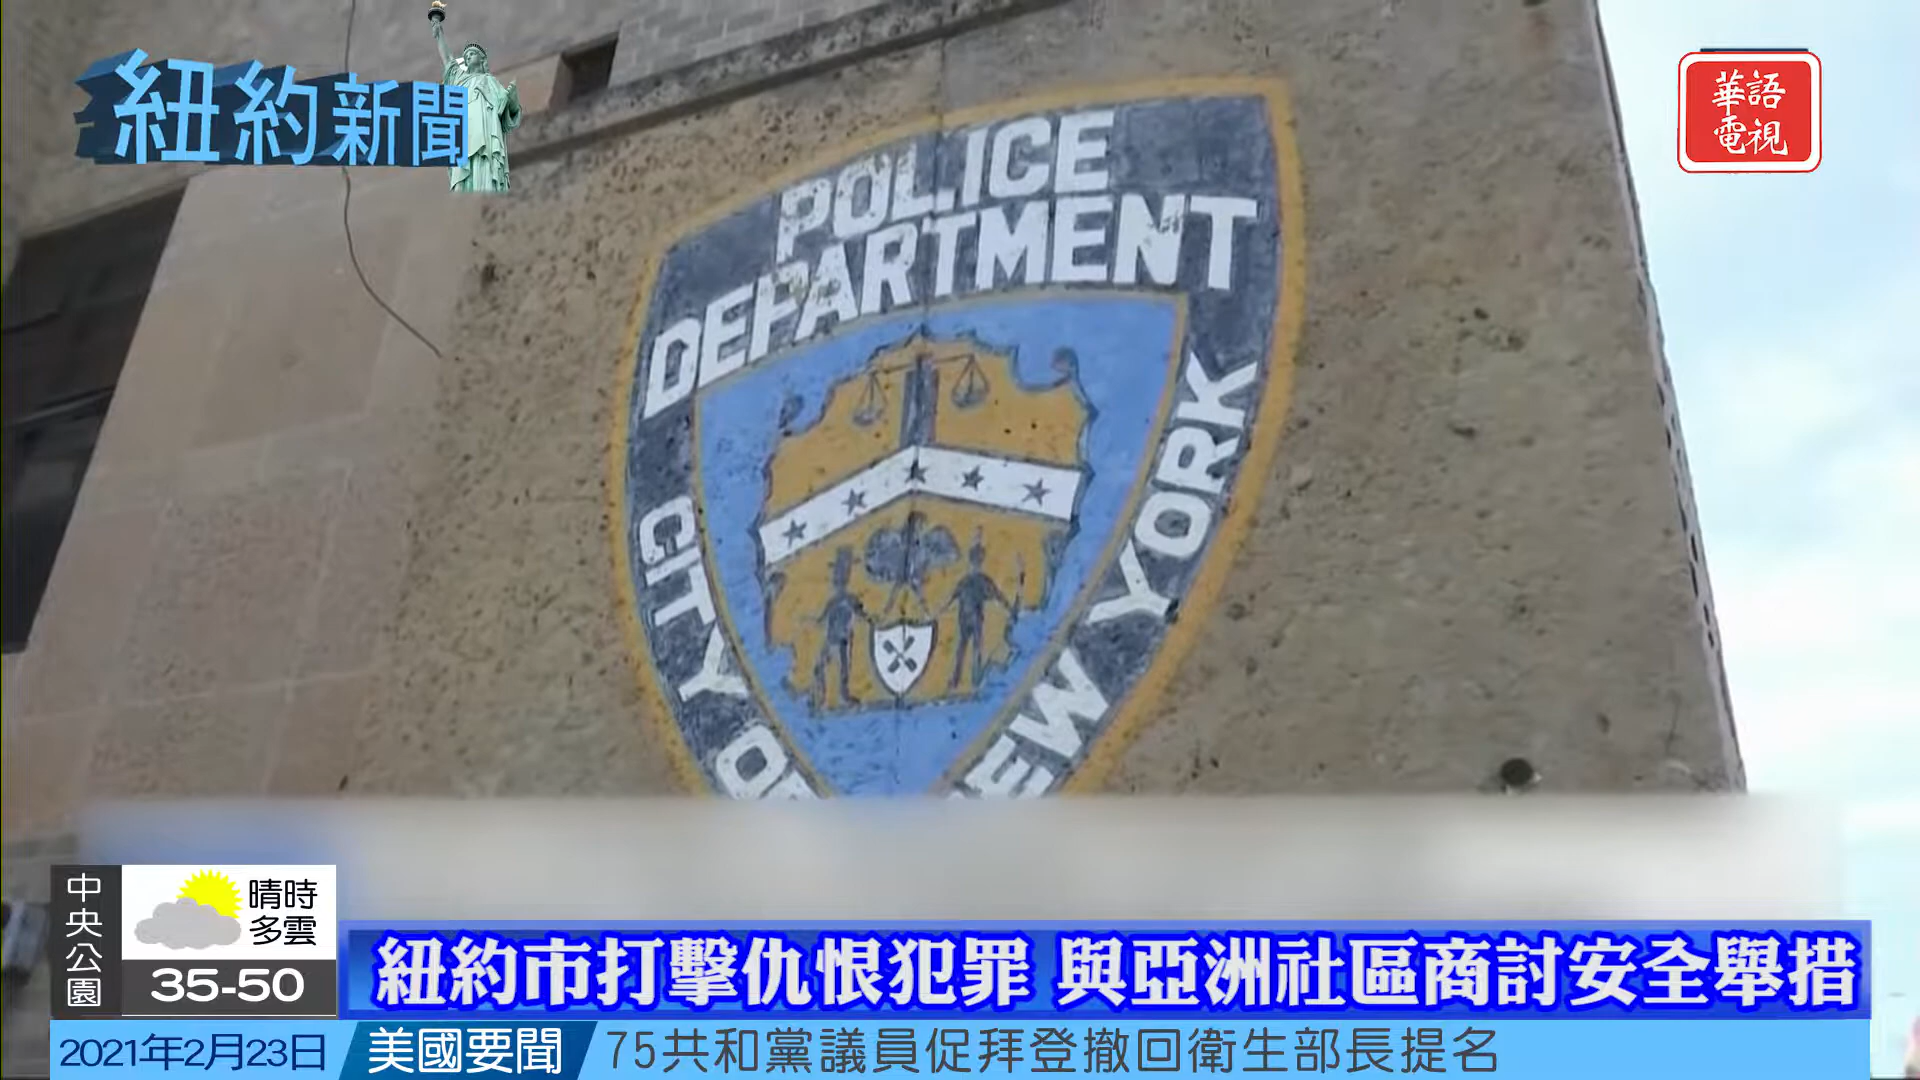 紐約新聞
華語
電視
POLICE
DEPARTMENT
CITY OF
NEW YORK
中央公園
晴時
多雲
35-50
紐約市打擊仇恨犯罪 與亞洲社區商討安全舉措
2021年2月23日
美國要聞
75共和黨議員促拜登撤回衛生部長提名